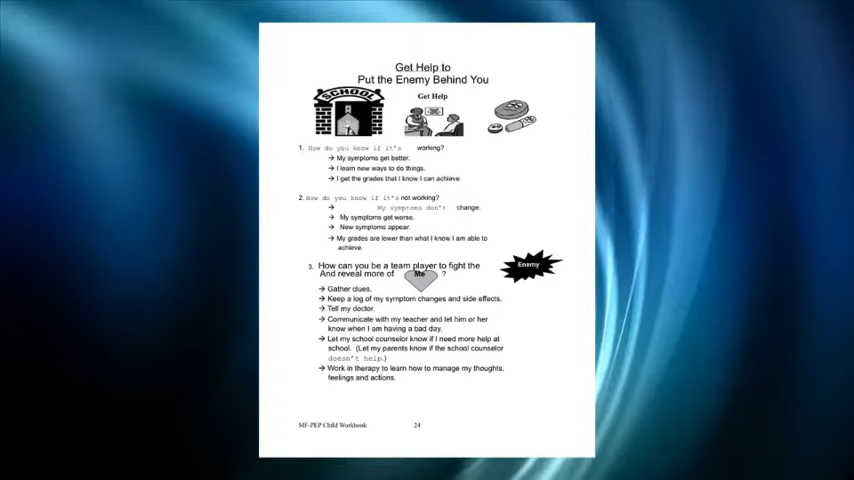 Get Help to
Put the Enemy Behind You
SCHOOL
Get Help
1. How do you know if it's working?
→ My symptoms get better.
→ I learn new ways to do things.
→ I get the grades that I know I can achieve.
2. How do you know if it's not working?
→ My symptoms don't change.
→ My symptoms get worse.
→ New symptoms appear.
→ My grades are lower than what I know I am able to
achieve.
3. How can you be a team player to fight the Enemy
And reveal more of Me ?
→ Gather clues.
→ Keep a log of my symptom changes and side effects.
→ Tell my doctor.
→ Communicate with my teacher and let him or her
know when I am having a bad day.
→ Let my school counselor know if I need more help at
school. (Let my parents know if the school counselor
doesn't help.)
→ Work in therapy to learn how to manage my thoughts,
feelings and actions.
MF-PEP Child Workbook 24